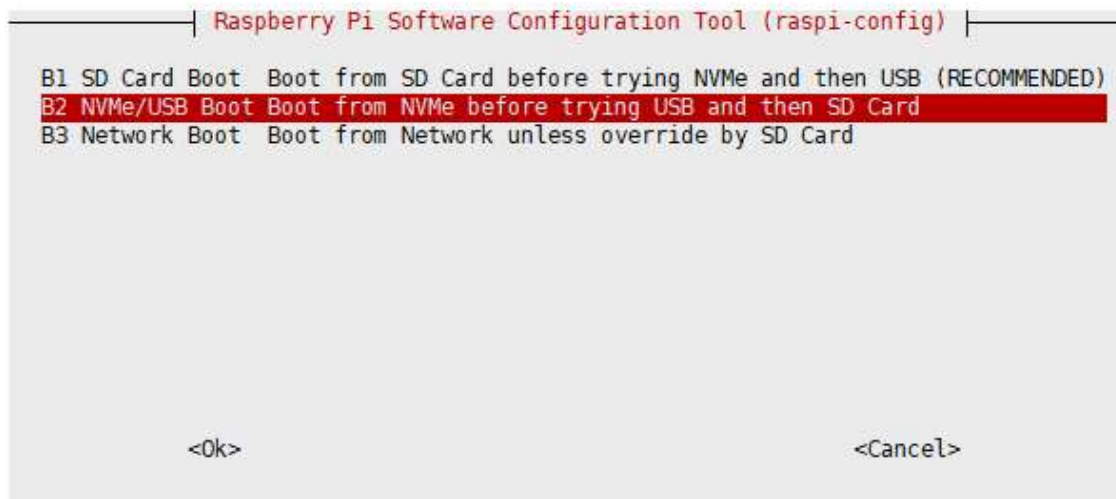 Raspberry Pi Software Configuration Tool (raspi-config)
B1 SD Card Boot  Boot from SD Card before trying NVMe and then USB (RECOMMENDED)
B2 NVMe/USB Boot Boot from NVMe before trying USB and then SD Card
B3 Network Boot  Boot from Network unless override by SD Card
<Ok> <Cancel>